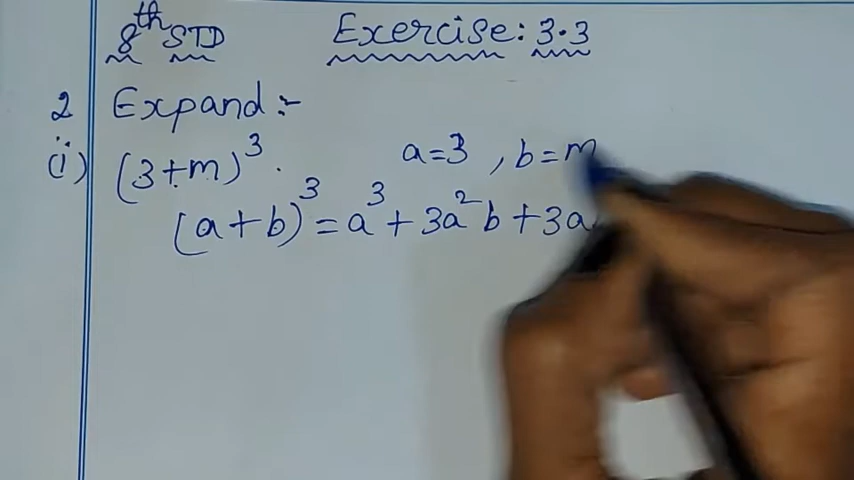 8th STD Exercise: 3.3
2 Expand:-
(i) (3+m)³. a=3, b=m
(a+b)³=a³+3a²b+3a